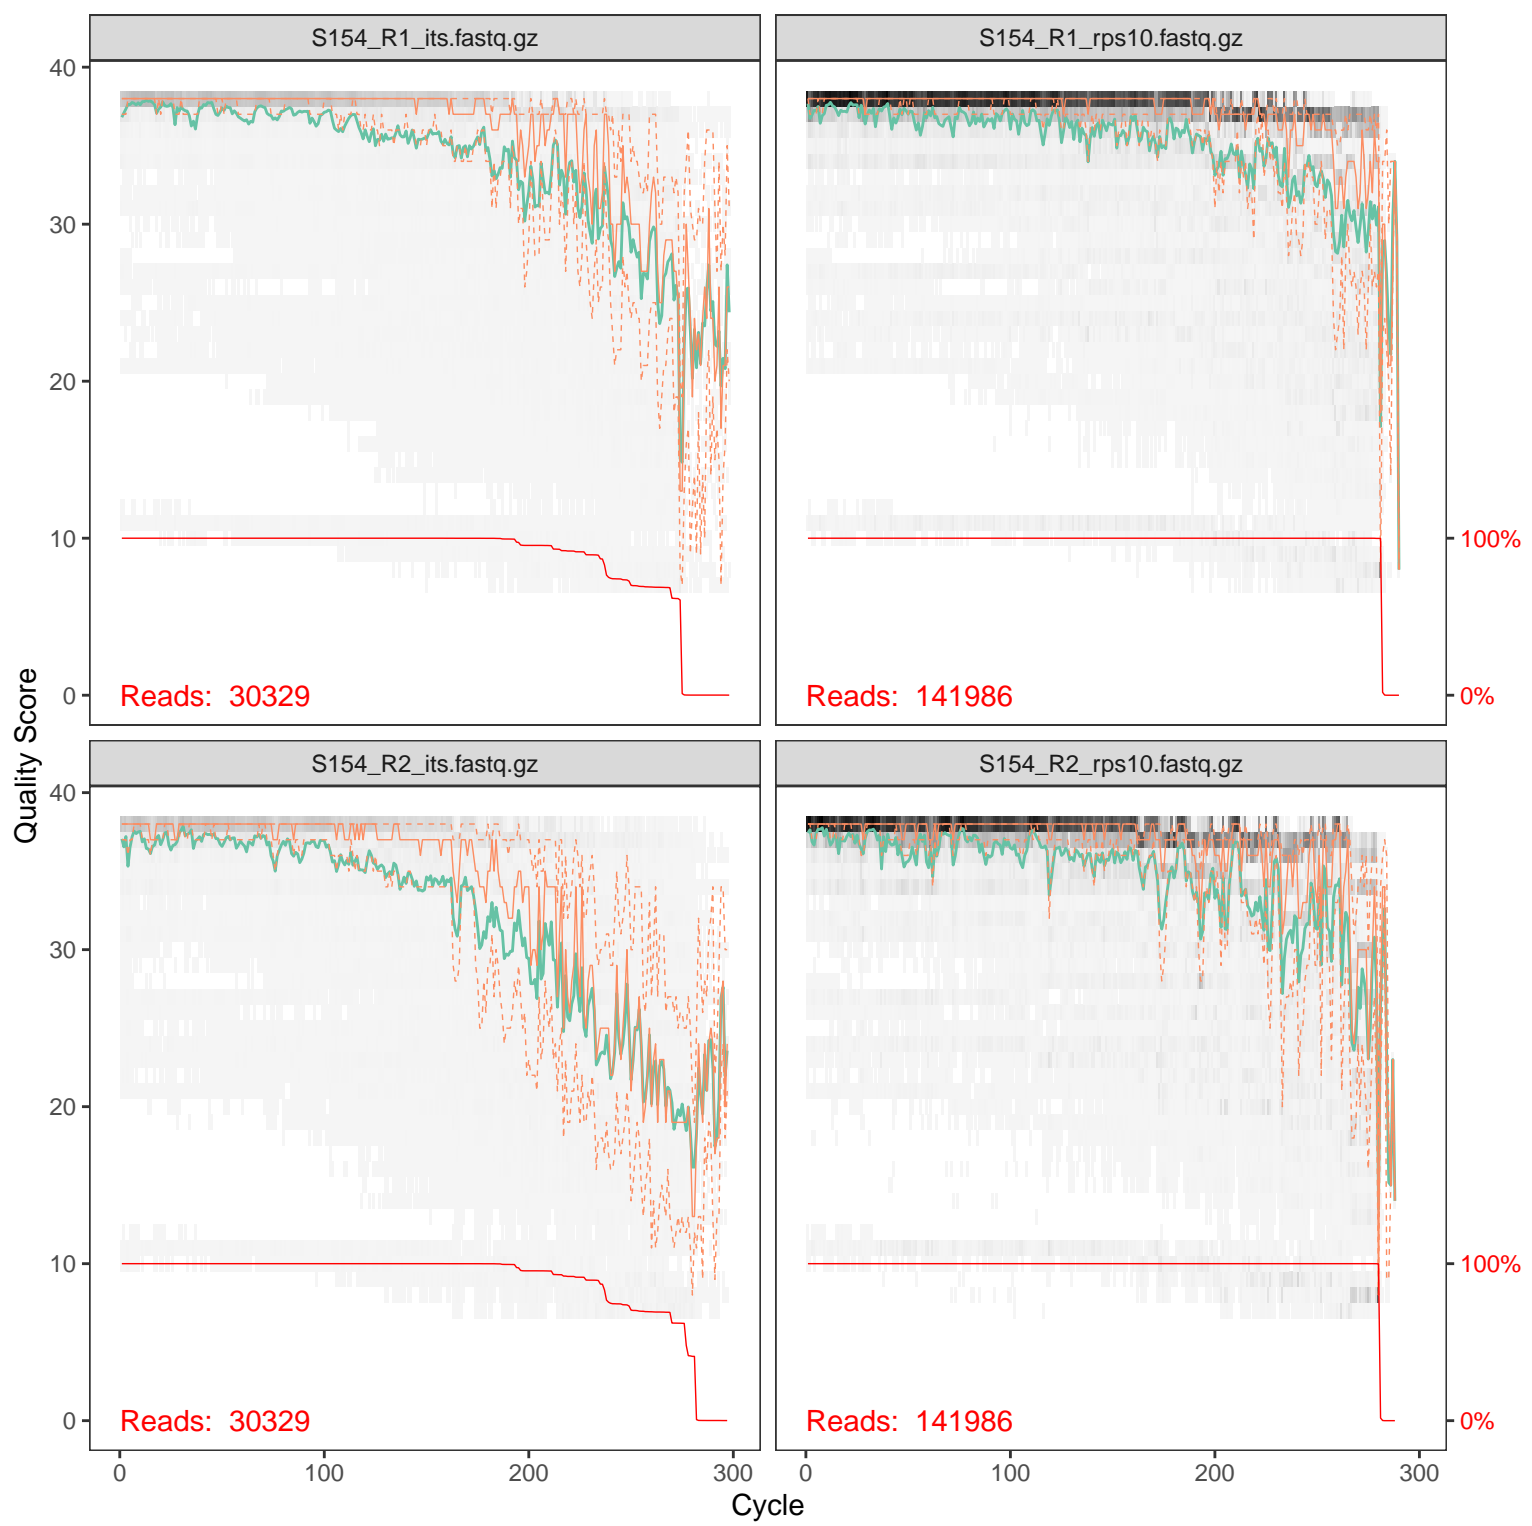 S154_R1_its.fastq.gz
S154_R1_rps10.fastq.gz
40
30
20
10
0
100%
0%
Reads: 30329
Reads: 141986
Quality Score
S154_R2_its.fastq.gz
S154_R2_rps10.fastq.gz
40
30
20
10
0
100%
0%
Reads: 30329
Reads: 141986
0 100 200 300
0 100 200 300
Cycle